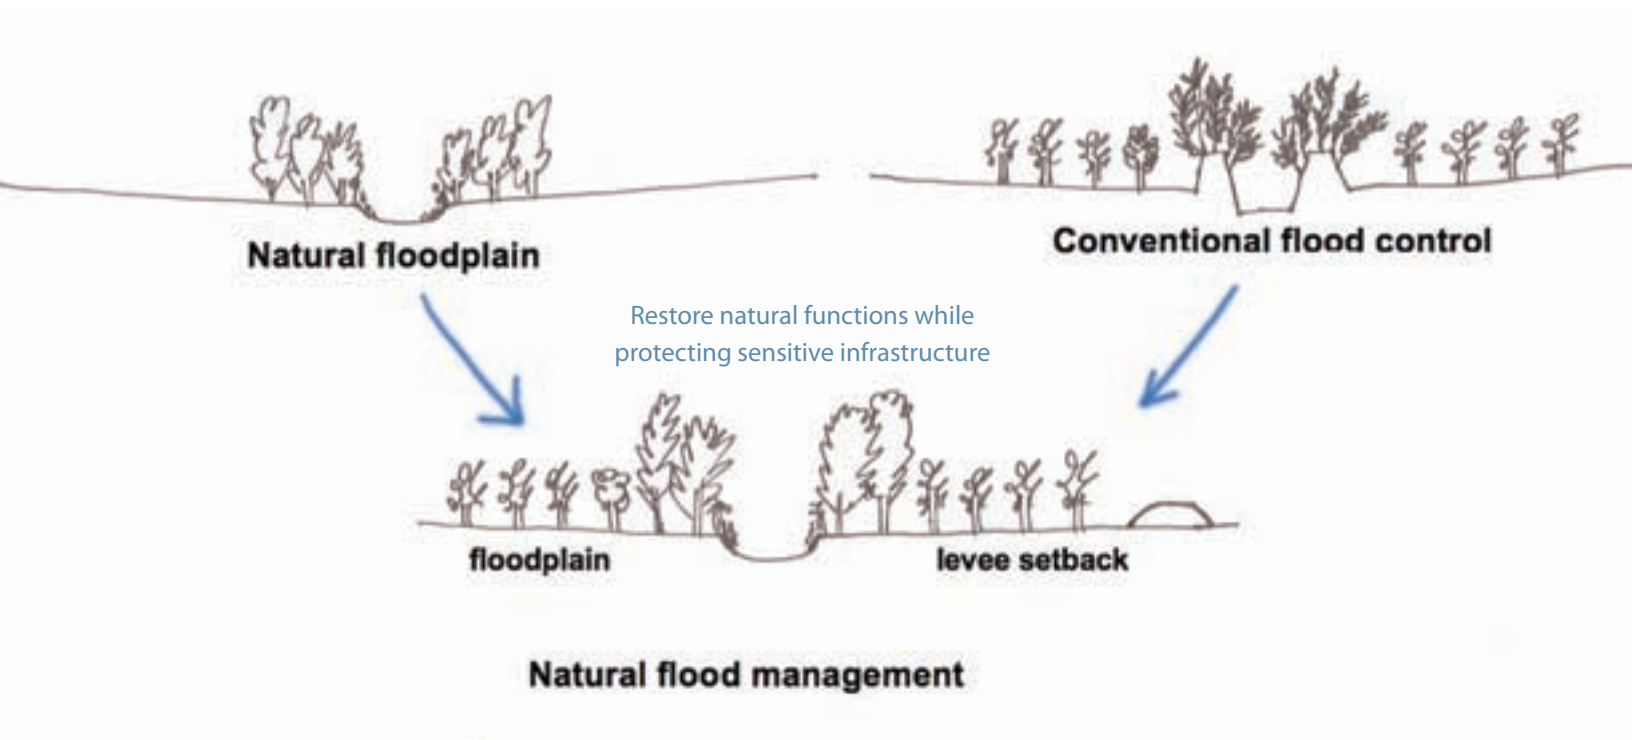 Natural floodplain
Conventional flood control
Restore natural functions while
protecting sensitive infrastructure
floodplain
levee setback
Natural flood management